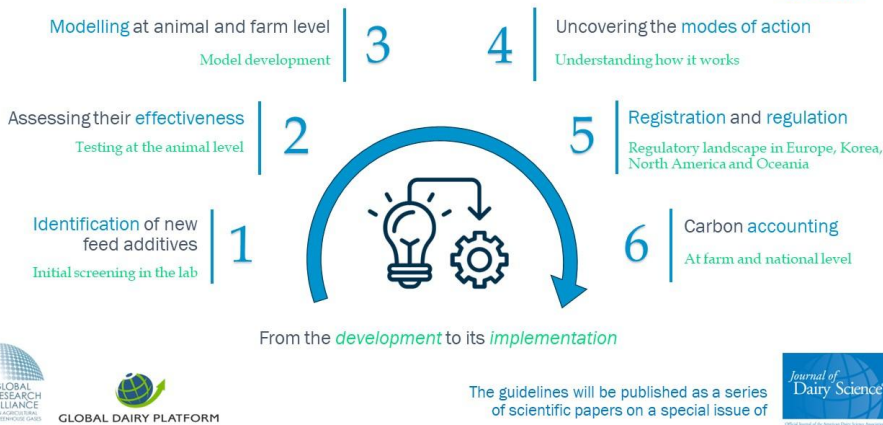 Modelling at animal and farm level
Model development
3
4
Uncovering the modes of action
Understanding how it works
Assessing their effectiveness
Testing at the animal level
2
5
Registration and regulation
Regulatory landscape in Europe, Korea,
North America and Oceania
Identification of new
feed additives
Initial screening in the lab
1
6
Carbon accounting
At farm and national level
From the development to its implementation
GLOBAL DAIRY PLATFORM
The guidelines will be published as a series
of scientific papers on a special issue of
Journal of
Dairy Science